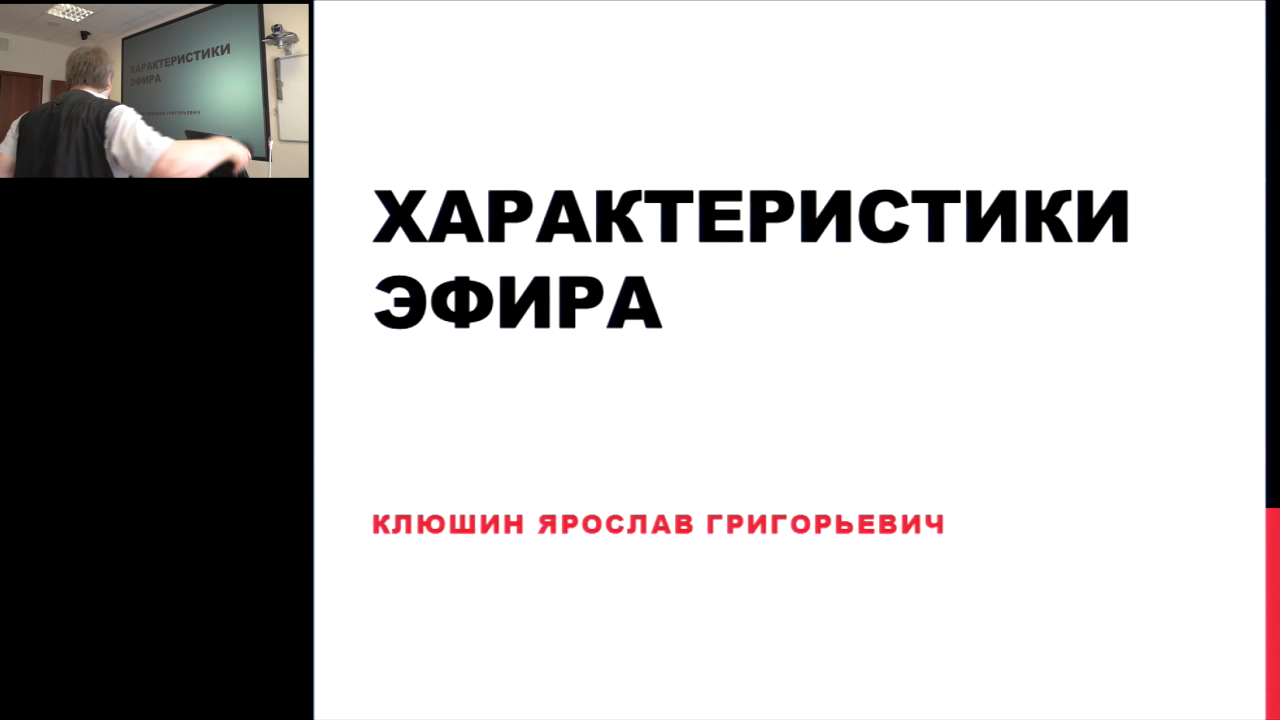 ХАРАКТЕРИСТИКИ
ЭФИРА
ХАРАКТЕРИСТИКИ
ЭФИРА
КЛЮШИН ЯРОСЛАВ ГРИГОРЬЕВИЧ